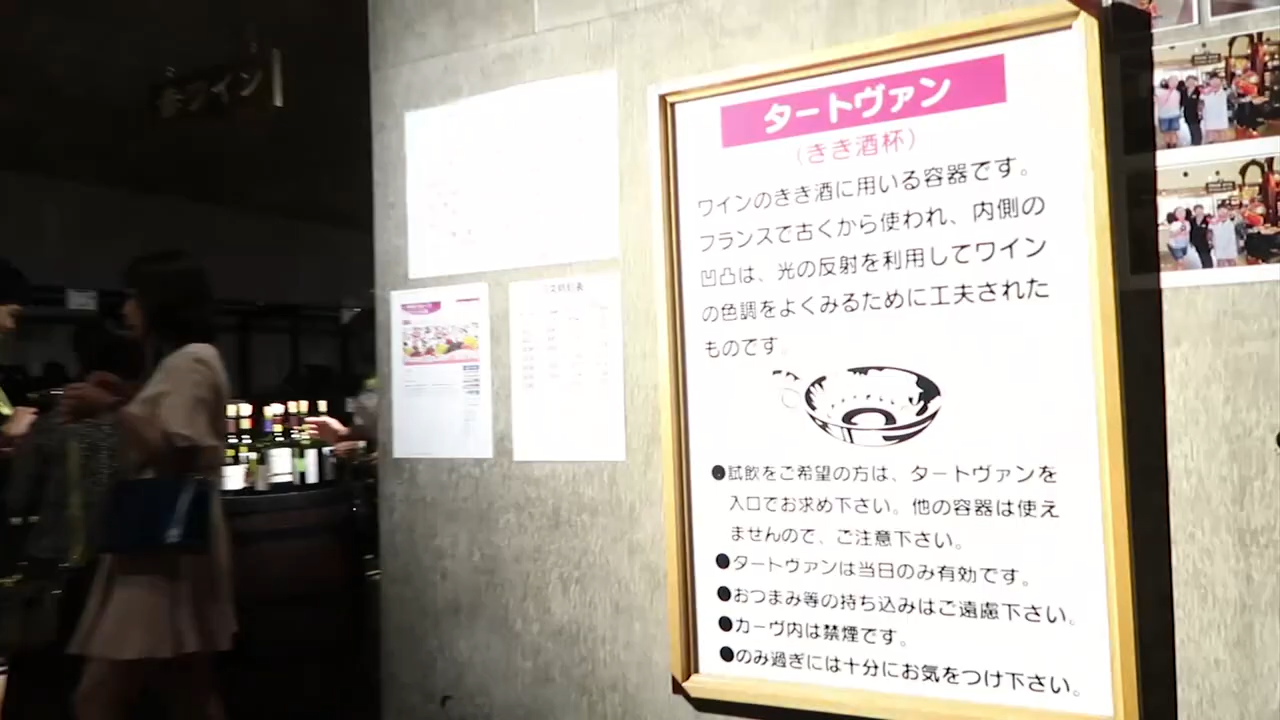 赤ワイン
タートヴァン
(きき酒杯)
ワインのきき酒に用いる容器です。
フランスで古くから使われ、内側の
凹凸は、光の反射を利用してワイン
の色調をよくみるために工夫された
ものです。
●試飲をご希望の方は、タートヴァンを
入口でお求め下さい。他の容器は使え
ませんので、ご注意下さい。
●タートヴァンは当日のみ有効です。
●おつまみ等の持ち込みはご遠慮下さい。
●カーヴ内は禁煙です。
●のみ過ぎには十分にお気をつけ下さい。